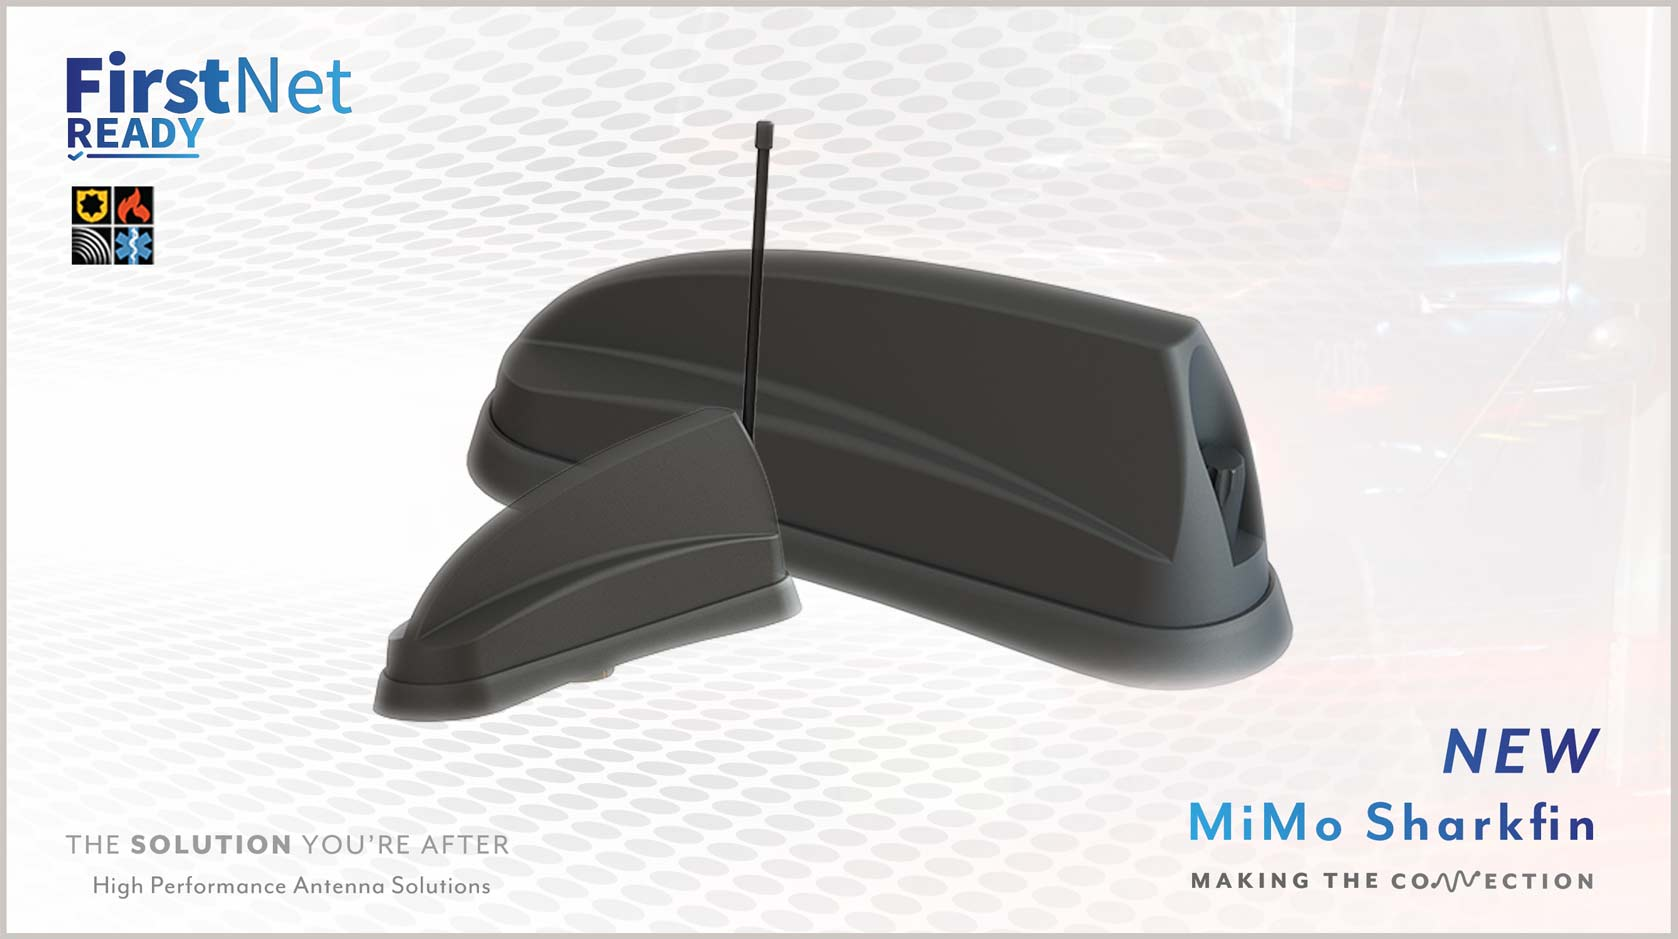 FirstNet
READY
THE SOLUTION YOU'RE AFTER
High Performance Antenna Solutions
NEW
MiMo Sharkfin
MAKING THE CONNECTION